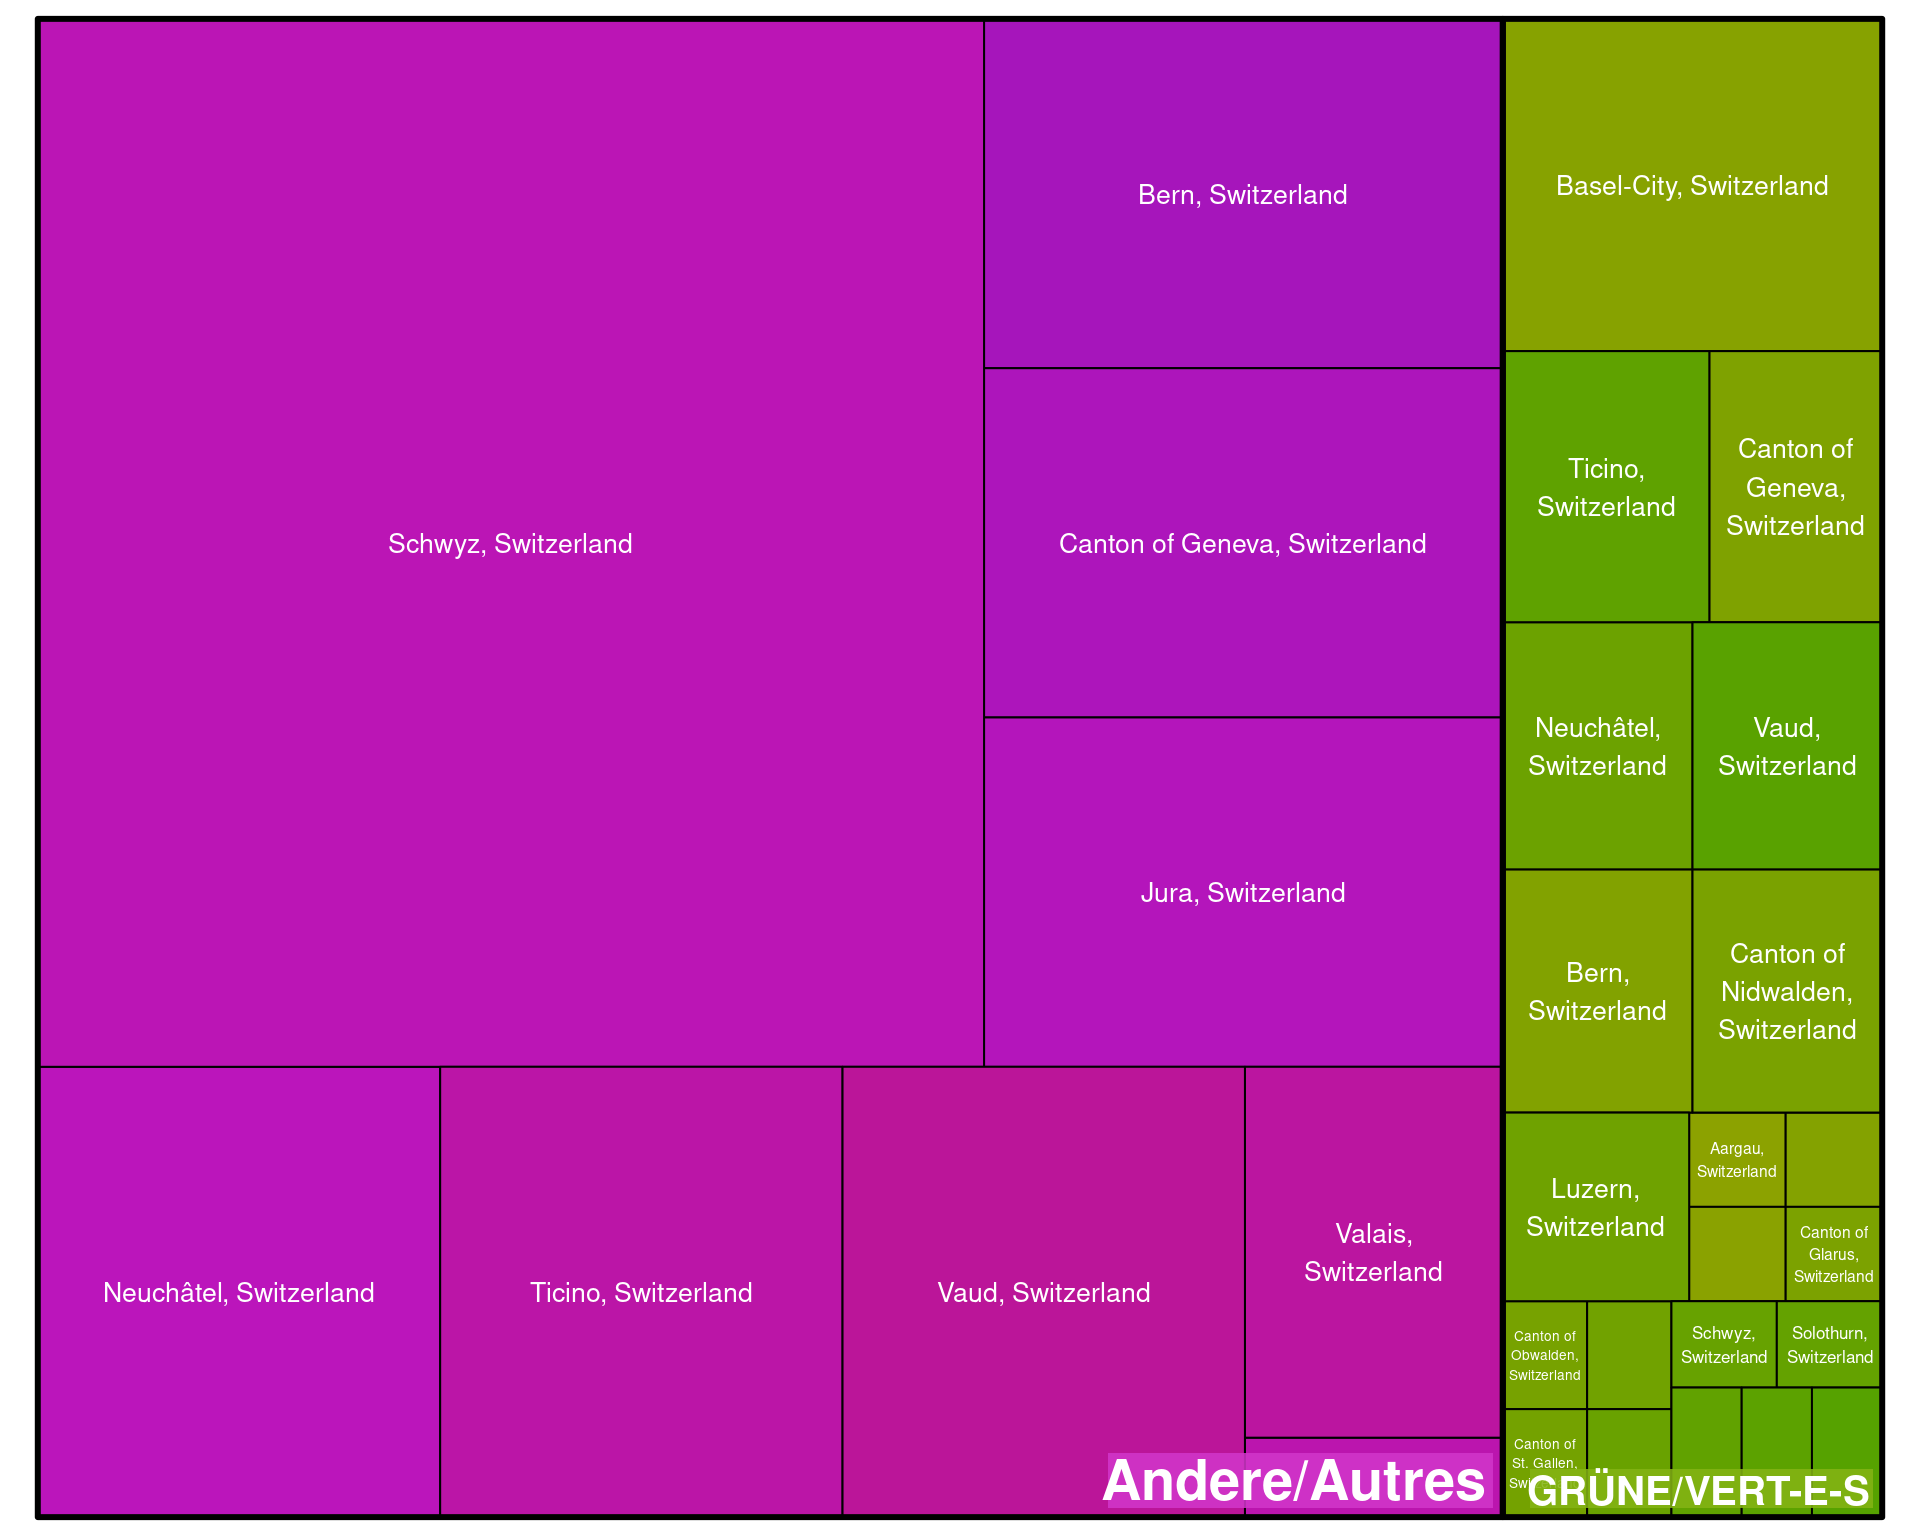 Schwyz, Switzerland
Bern, Switzerland
Canton of Geneva, Switzerland
Jura, Switzerland
Neuchâtel, Switzerland
Ticino, Switzerland
Vaud, Switzerland
Valais,
Switzerland
Andere/Autres
Basel-City, Switzerland
Ticino,
Switzerland
Canton of
Geneva,
Switzerland
Neuchâtel,
Switzerland
Vaud,
Switzerland
Bern,
Switzerland
Canton of
Nidwalden,
Switzerland
Luzern,
Switzerland
Aargau,
Switzerland
Canton of
Glarus,
Switzerland
Canton of
Obwalden,
Switzerland
Schwyz,
Switzerland
Solothurn,
Switzerland
Canton of
St. Gallen,
GRÜNE/VERT-E-S